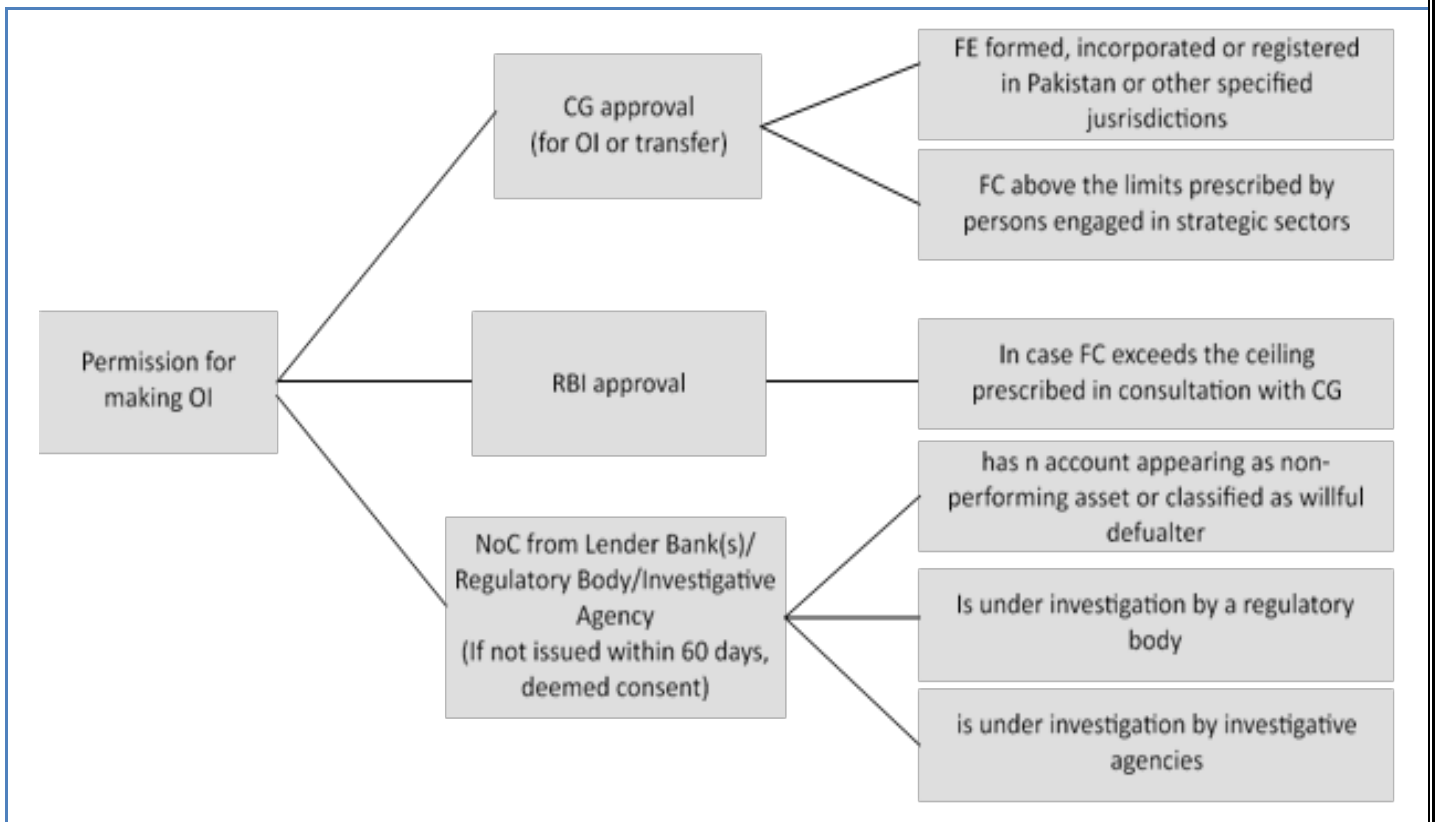 Permission for
making OI
CG approval
(for OI or transfer)
FE formed, incorporated or registered
in Pakistan or other specified
jusrisdictions
FC above the limits prescribed by
persons engaged in strategic sectors
RBI approval
In case FC exceeds the ceiling
prescribed in consultation with CG
NoC from Lender Bank(s)/
Regulatory Body/Investigative
Agency
(If not issued within 60 days,
deemed consent)
has n account appearing as non-
performing asset or classified as willful
defualter
Is under investigation by a regulatory
body
is under investigation by investigative
agencies